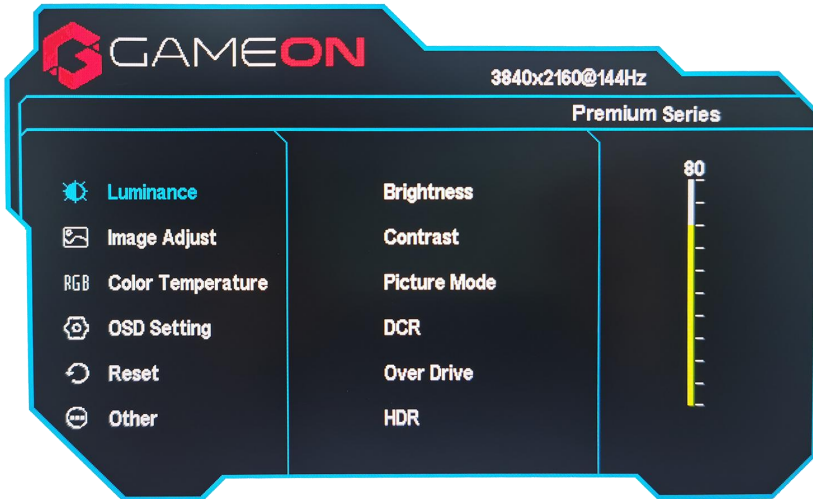 GAMEON
3840x2160@144Hz
Premium Series
Luminance
Image Adjust
RGB Color Temperature
OSD Setting
Reset
Other
Brightness
Contrast
Picture Mode
DCR
Over Drive
HDR
80